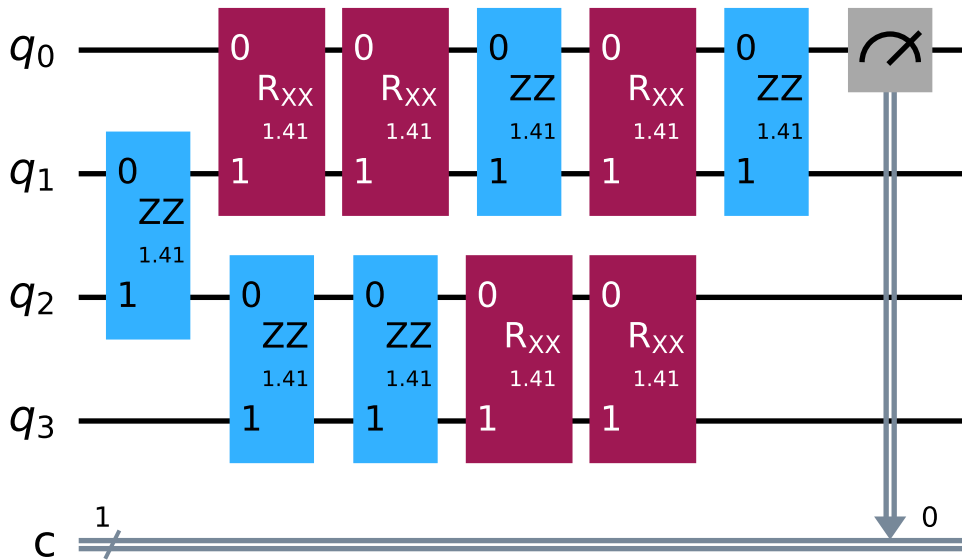 q0 0 0 0 0 0
RXX RXX ZZ RXX ZZ
1.41 1.41 1.41 1.41 1.41
q1 0 1 1 1 1 1
ZZ
1.41
q2 1 0 0 0 0
ZZ ZZ RXX RXX
1.41 1.41 1.41 1.41
q3 1 1 1 1
1 0
c